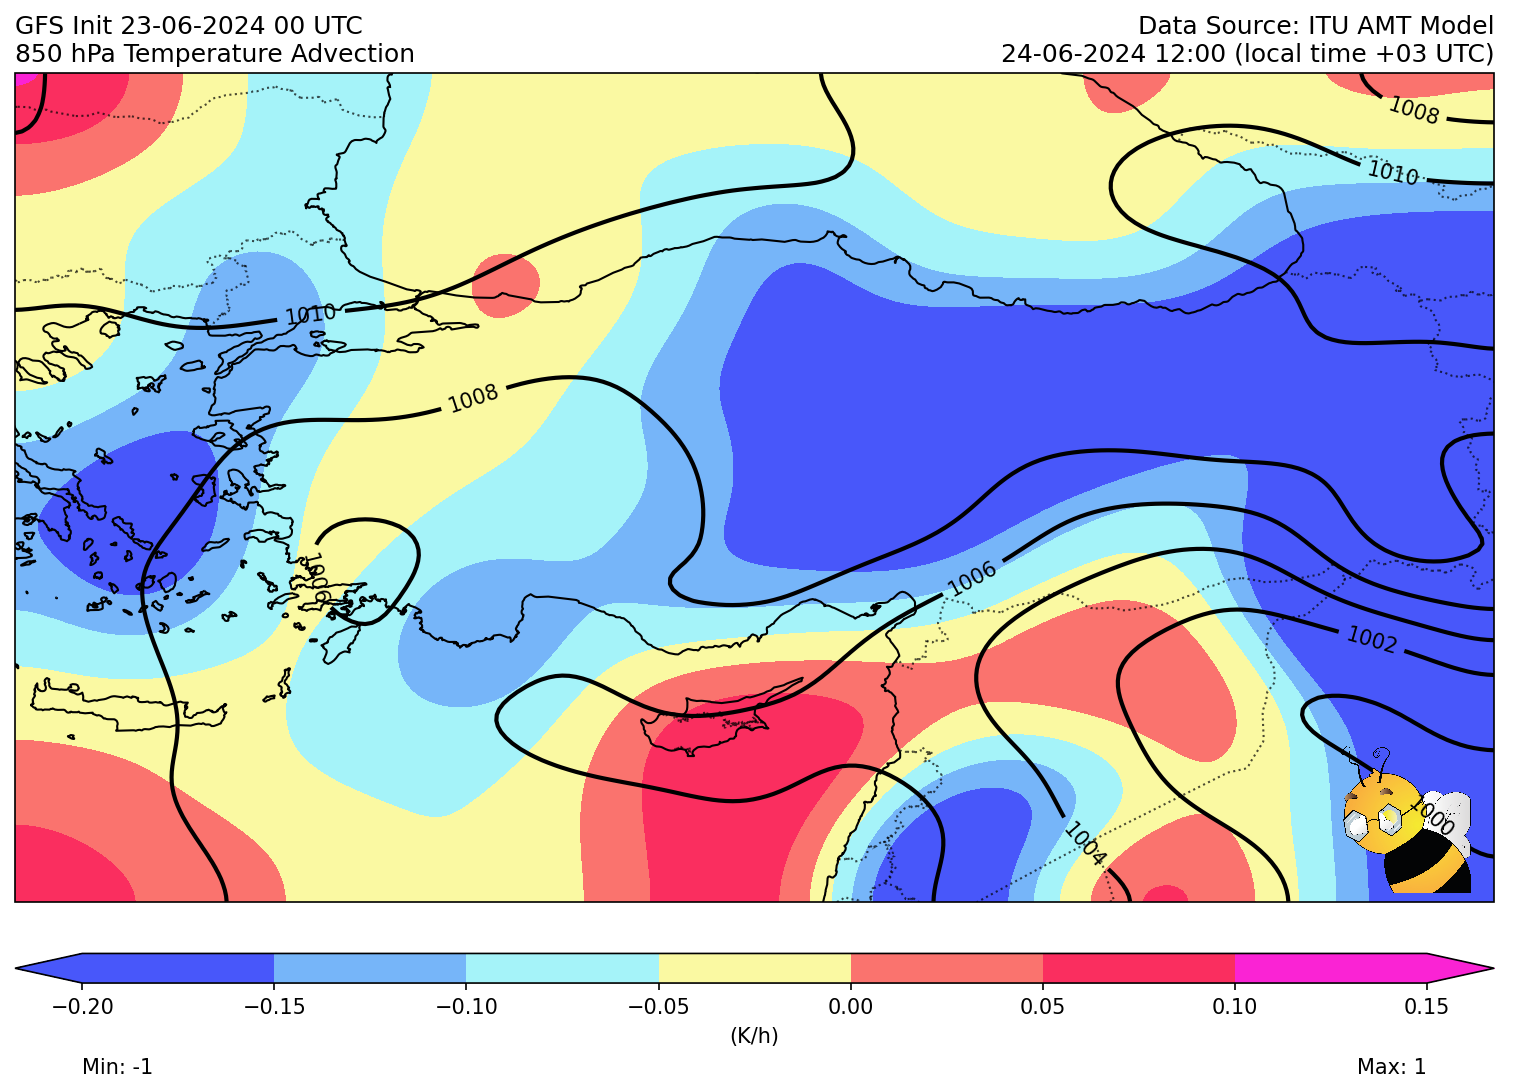 GFS Init 23-06-2024 00 UTC
850 hPa Temperature Advection
Data Source: ITU AMT Model
24-06-2024 12:00 (local time +03 UTC)
1008
1010
1010
1008
1006
1006
1002
1000
1004
−0.20 −0.15 −0.10 −0.05 0.00 0.05 0.10 0.15
(K/h)
Min: -1
Max: 1